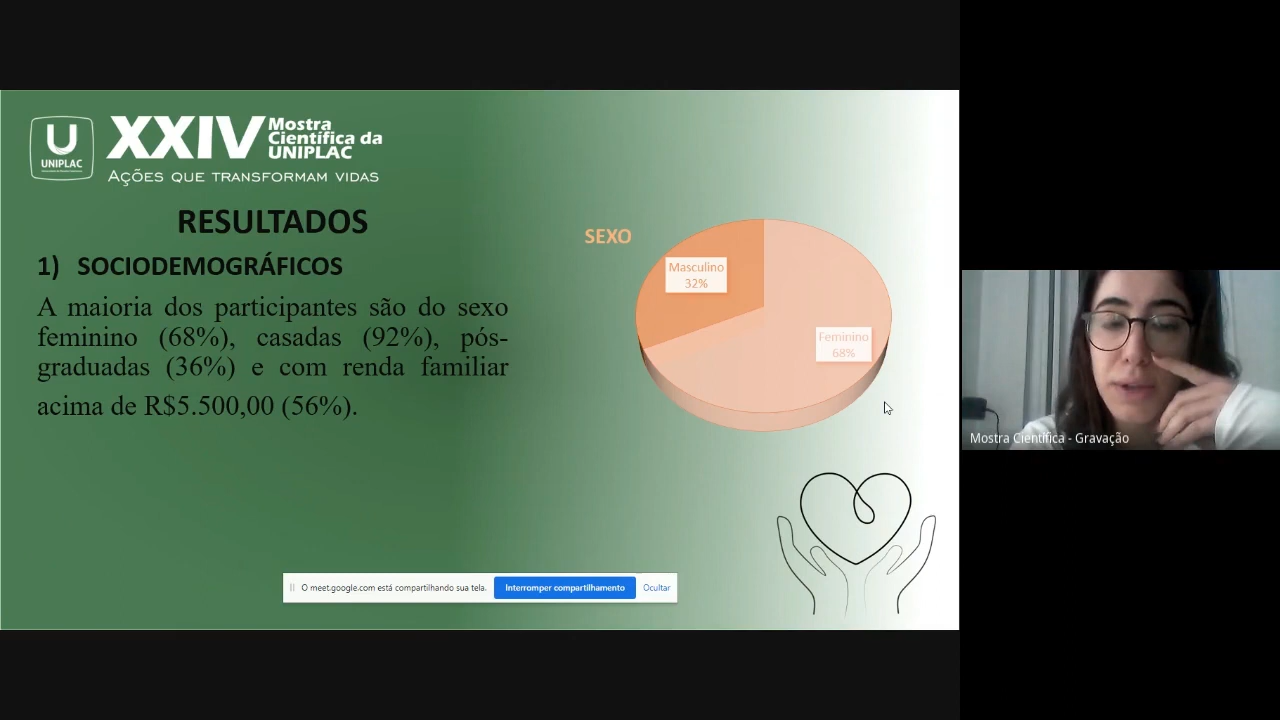 U
UNIPLAC
XXIV Mostra
Científica da
UNIPLAC
AÇÕES QUE TRANSFORMAM VIDAS
RESULTADOS
1) SOCIODEMOGRÁFICOS
A maioria dos participantes são do sexo
feminino (68%), casadas (92%), pós-
graduadas (36%) e com renda familiar
acima de R$5.500,00 (56%).
SEXO
Masculino
32%
Feminino
68%
O meet.google.com está compartilhando sua tela. Interromper compartilhamento Ocultar
Mostra Científica - Gravação